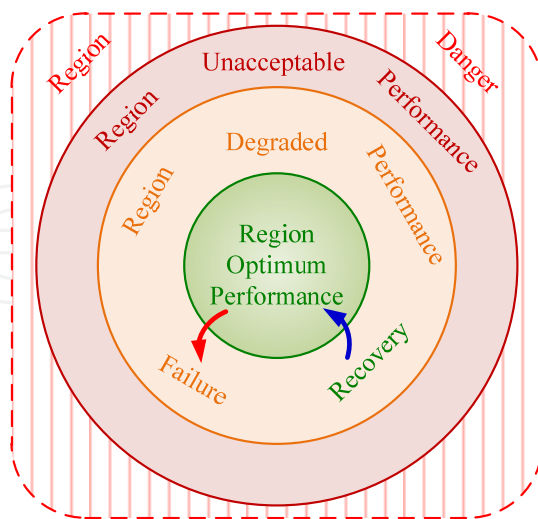 Region
Danger
Unacceptable
Region
Performance
Degraded
Region
Performance
Region
Optimum
Performance
Failure
Recovery